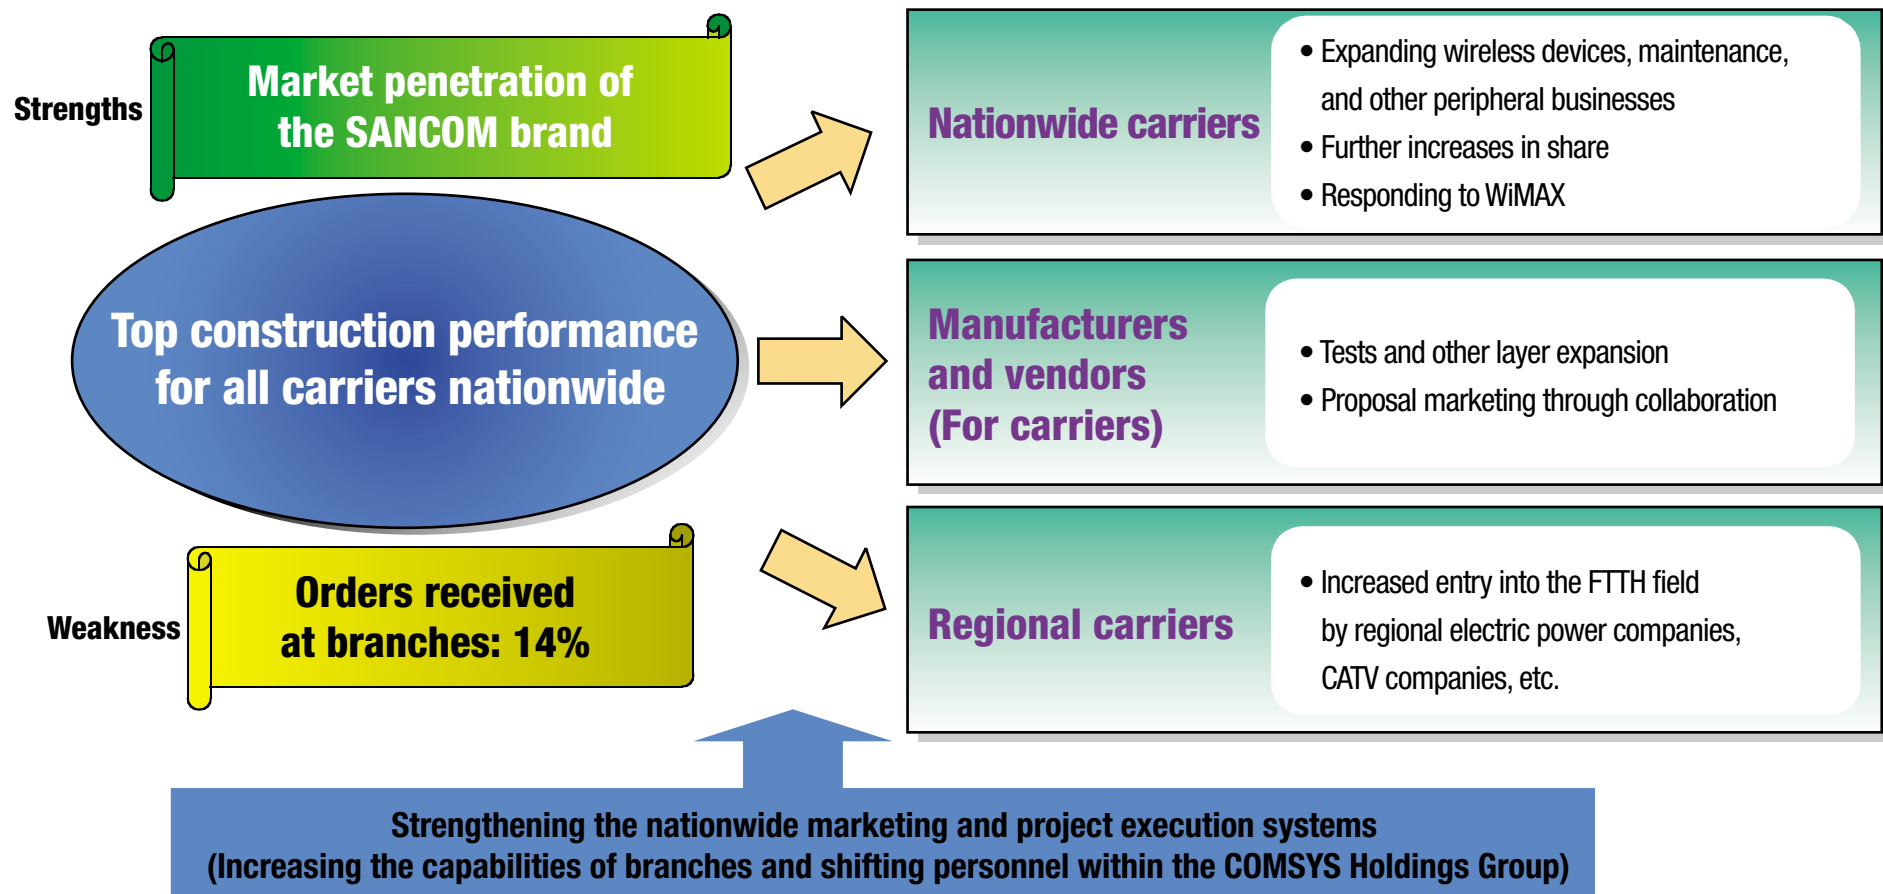 Strengths
Market penetration of
the SANCOM brand
Top construction performance
for all carriers nationwide
Weakness
Orders received
at branches: 14%
Nationwide carriers
• Expanding wireless devices, maintenance,
and other peripheral businesses
• Further increases in share
• Responding to WiMAX
Manufacturers
and vendors
(For carriers)
• Tests and other layer expansion
• Proposal marketing through collaboration
Regional carriers
• Increased entry into the FTTH field
by regional electric power companies,
CATV companies, etc.
Strengthening the nationwide marketing and project execution systems
(Increasing the capabilities of branches and shifting personnel within the COMSYS Holdings Group)